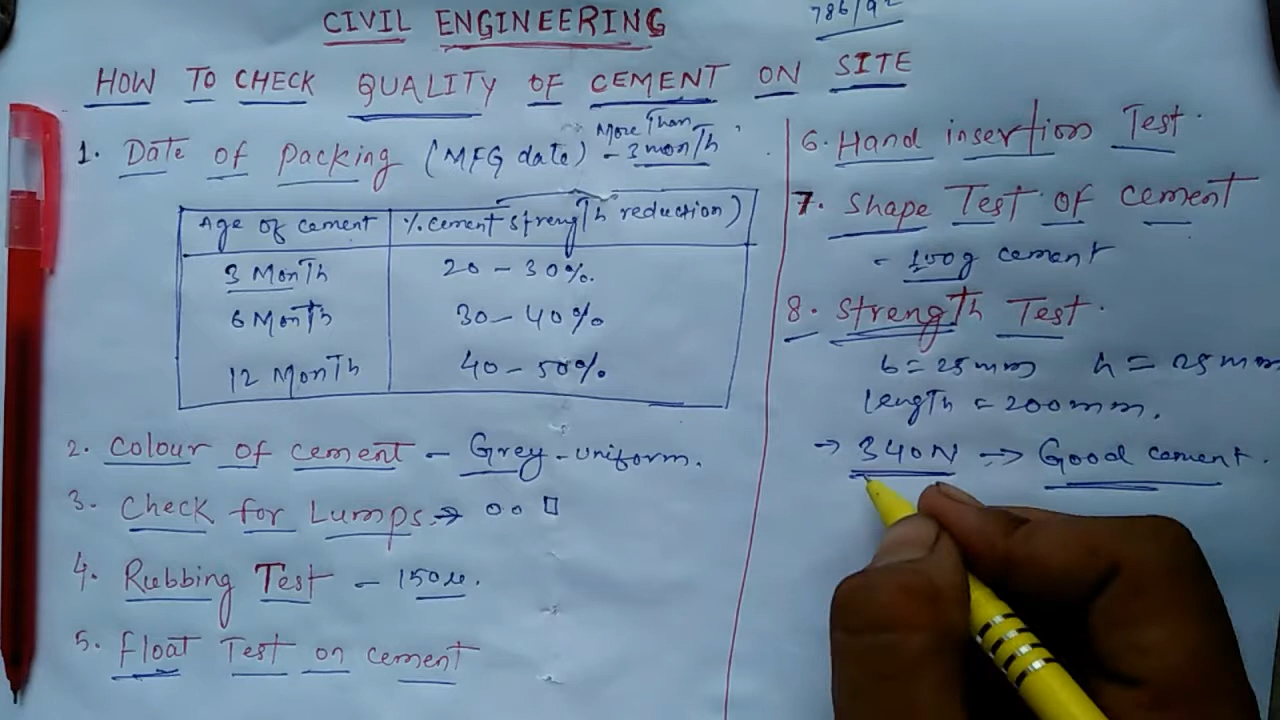 CIVIL ENGINEERING
786/92
HOW TO CHECK QUALITY OF CEMENT ON SITE
1. Date of packing (MFG date) - More Than 3 month
Age of cement % cement strength reduction)
3 Month 20 - 30%
6 Month 30 - 40%
12 Month 40 - 50%
2. Colour of cement - Grey - uniform.
3. Check for Lumps →
4. Rubbing Test - 150µ.
5. Float Test on cement
6. Hand insertion Test.
7. Shape Test of cement
- 100g cement
8. Strength Test.
b = 25mm h = 25mm
length = 200mm.
→ 340N → Good cement.